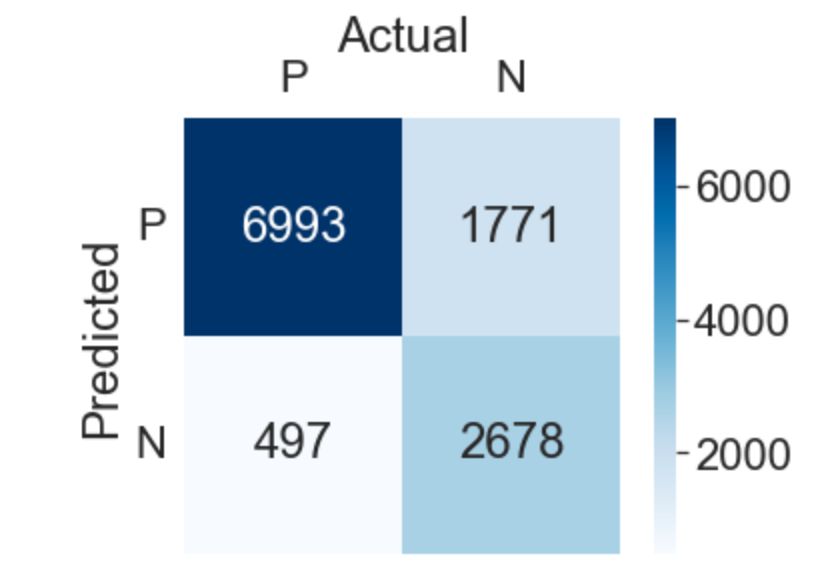 Actual
P N
P 6993 1771
Predicted
N 497 2678
6000
4000
2000